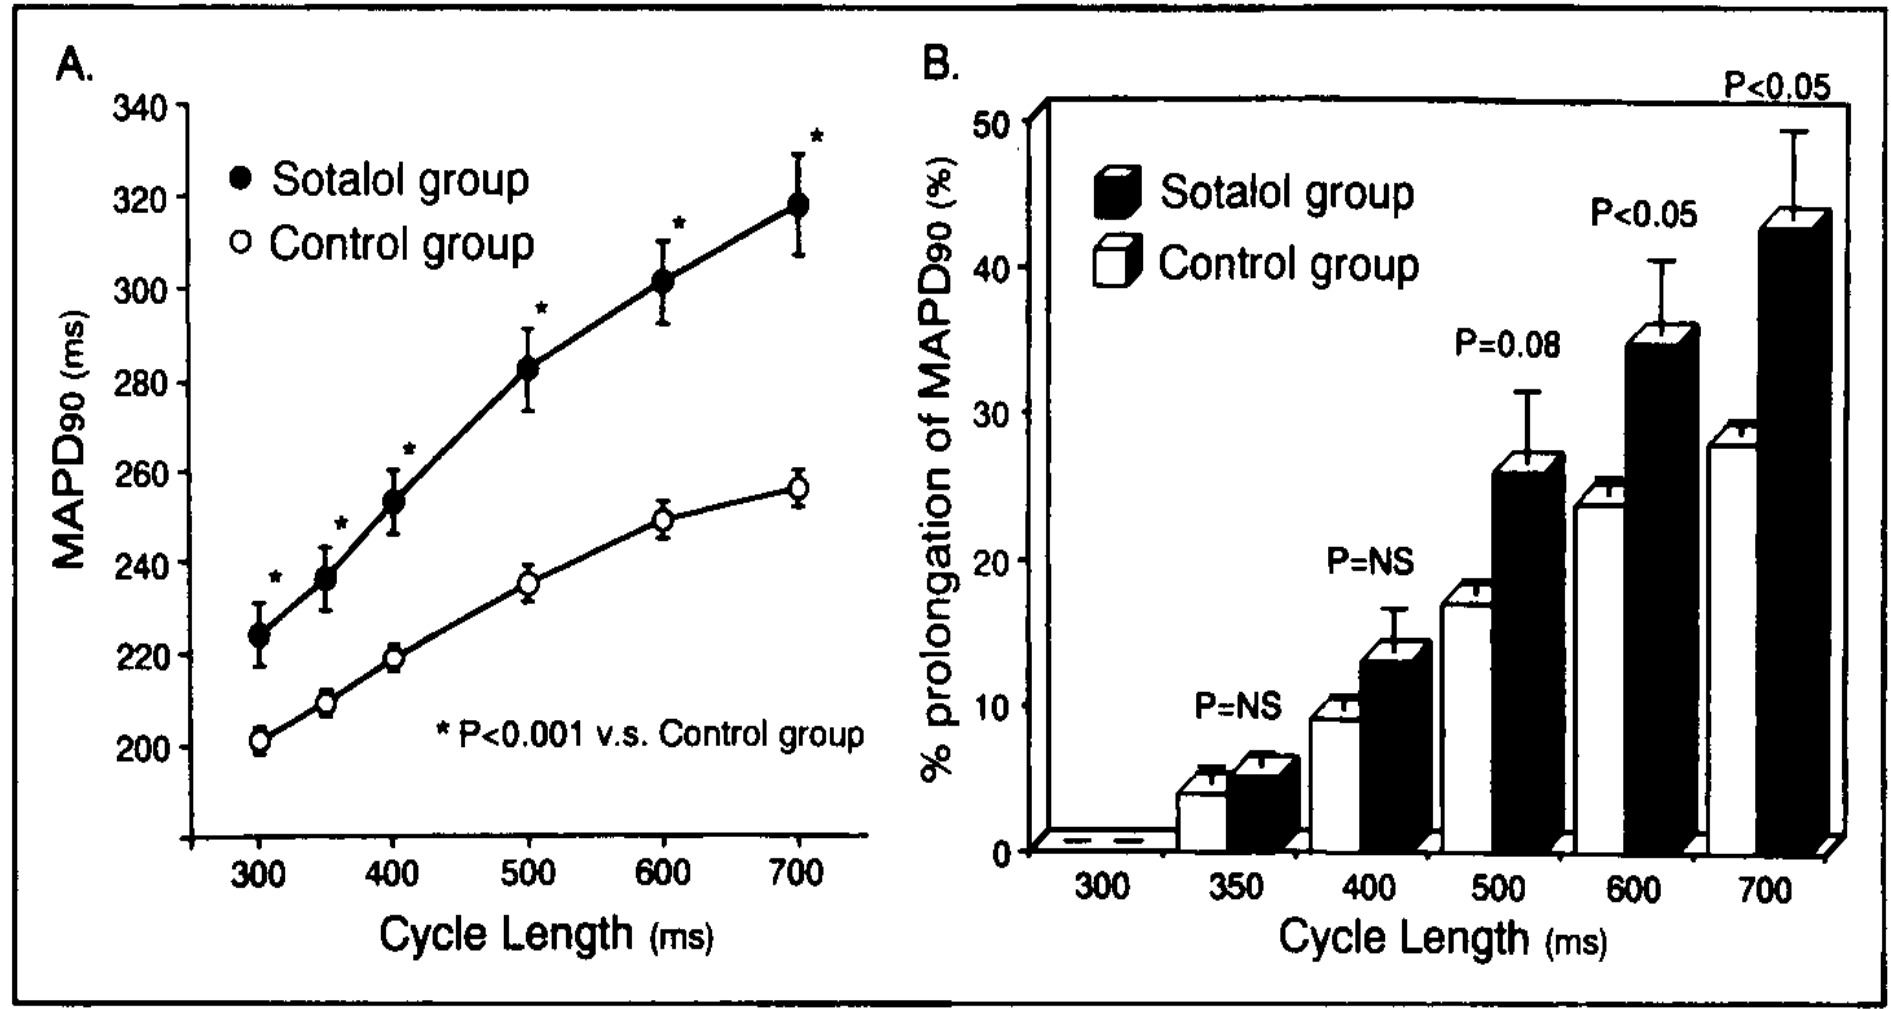 A.
340
320
300
280
260
240
220
200
MAPD90 (ms)
Sotalol group
Control group
*
*
*
*
*
*
* P<0.001 v.s. Control group
300
400
500
600
700
Cycle Length (ms)
B.
50
40
30
20
10
0
% prolongation of MAPD90 (%)
Sotalol group
Control group
P=NS
P=NS
P=0.08
P<0.05
P<0.05
300
350
400
500
600
700
Cycle Length (ms)